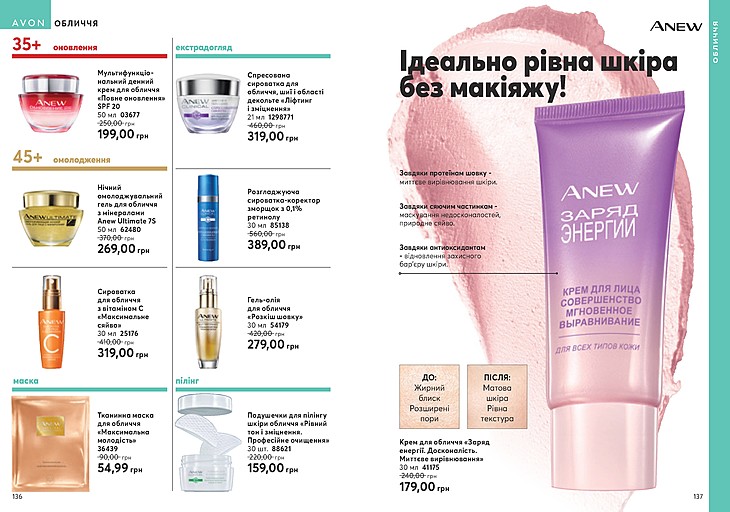 AVON ОБЛИЧЧЯ
35+ оновлення
ANEW
Мультифункціо-
нальний денний
крем для обличчя
«Повне оновлення»
SPF 20
50 мл 03677
250,00 грн
199,00 грн
45+ омолодження
ANEW ULTIMATE
Нічний
омолоджувальний
гель для обличчя
з мінералами
Anew Ultimate 7S
50 мл 62480
370,00 грн
269,00 грн
ANEW
C
Сироватка
для обличчя
з вітаміном С
«Максимальне
сяйво»
30 мл 25176
410,00 грн
319,00 грн
маска
Тканинна маска
для обличчя
«Максимальна
молодість»
36439
90,00 грн
54,99 грн
136
екстрадогляд
ANEW
CLINICAL
Спресована
сироватка для
обличчя, шиї і області
декольте «Ліфтинг
і зміцнення»
21 мл 1298771
460,00 грн
319,00 грн
Розгладжуюча
сироватка-коректор
зморщок з 0,1%
ретинолу
30 мл 85138
560,00 грн
389,00 грн
ANEW
Гель-олія
для обличчя
«Розкіш шовку»
30 мл 54179
420,00 грн
279,00 грн
пілінг
Подушечки для пілінгу
шкіри обличчя «Рівний
тон і зміцнення.
Професійне очищення»
30 шт. 88621
220,00 грн
159,00 грн
ANEW
ОБЛИЧЧЯ
Ідеально рівна шкіра
без макіяжу!
Завдяки протеїнам шовку -
миттєве вирівнювання шкіри.
Завдяки сяючим частинкам -
маскування недосконалостей,
природне сяйво.
Завдяки антиоксидантам
- відновлення захисного
бар'єру шкіри.
ANEW
ЗАРЯД
ЭНЕРГИИ
КРЕМ ДЛЯ ЛИЦА
СОВЕРШЕНСТВО
МГНОВЕННОЕ
ВЫРАВНИВАНИЕ
ДЛЯ ВСЕХ ТИПОВ КОЖИ
ДО:
Жирний
блиск
Розширені
пори
ПІСЛЯ:
Матова
шкіра
Рівна
текстура
Крем для обличчя «Заряд
енергії. Досконалість.
Миттєве вирівнювання»
30 мл 41175
240,00 грн
179,00 грн
137